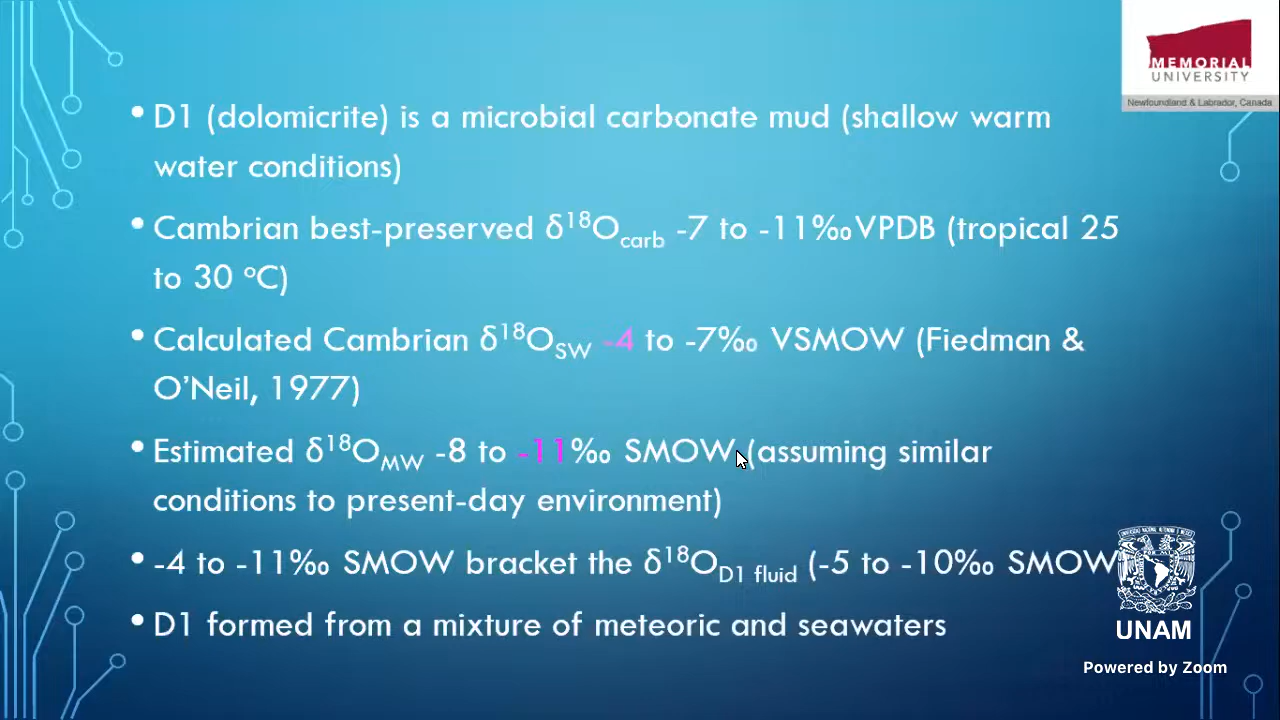 MEMORIAL
UNIVERSITY
Newfoundland & Labrador, Canada
• D1 (dolomicrite) is a microbial carbonate mud (shallow warm
water conditions)
• Cambrian best-preserved δ¹⁸Ocarb -7 to -11‰VPDB (tropical 25
to 30 °C)
• Calculated Cambrian δ¹⁸OSW -4 to -7‰ VSMOW (Fiedman &
O’Neil, 1977)
• Estimated δ¹⁸OMW -8 to -11‰ SMOW (assuming similar
conditions to present-day environment)
• -4 to -11‰ SMOW bracket the δ¹⁸OD1 fluid (-5 to -10‰ SMOW
• D1 formed from a mixture of meteoric and seawaters
UNAM
Powered by Zoom